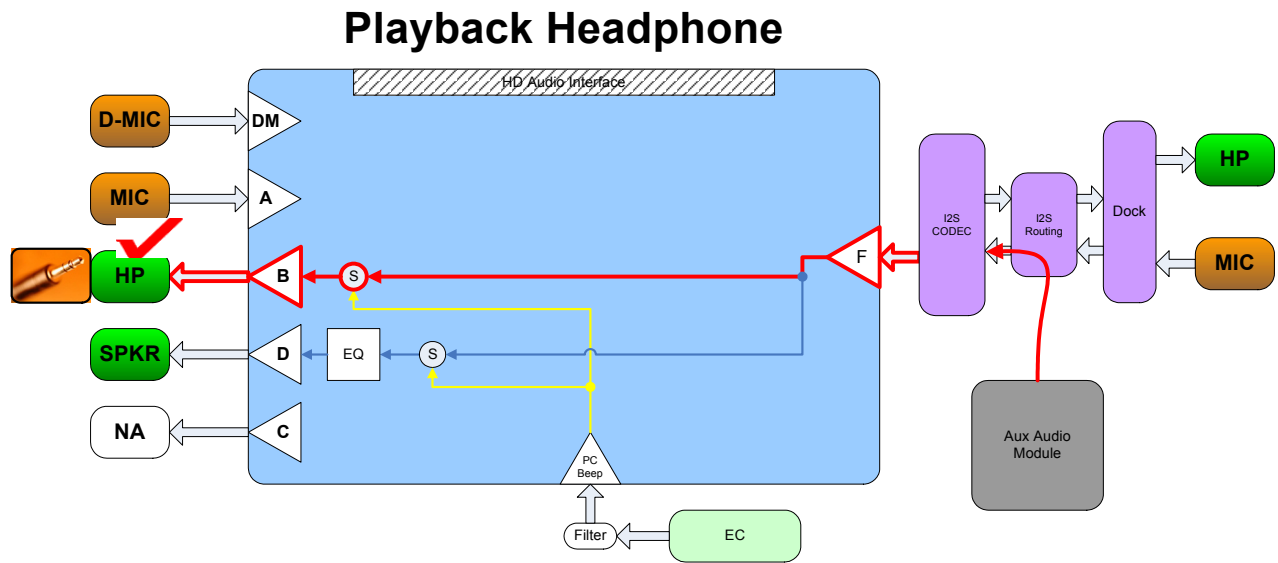 Playback Headphone
HD Audio Interface
D-MIC
DM
MIC
A
HP
B
S
F
SPKR
D
EQ
S
NA
C
PC
Beep
Filter
EC
I2S
CODEC
I2S
Routing
Dock
HP
MIC
Aux Audio
Module